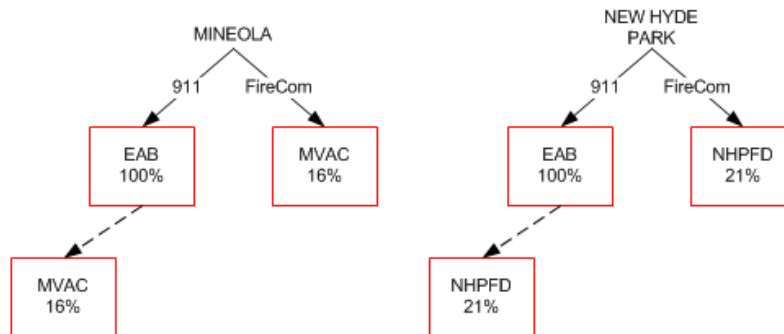 MINEOLA
911
FireCom
EAB
100%
MVAC
16%
MVAC
16%
NEW HYDE
PARK
911
FireCom
EAB
100%
NHPFD
21%
NHPFD
21%